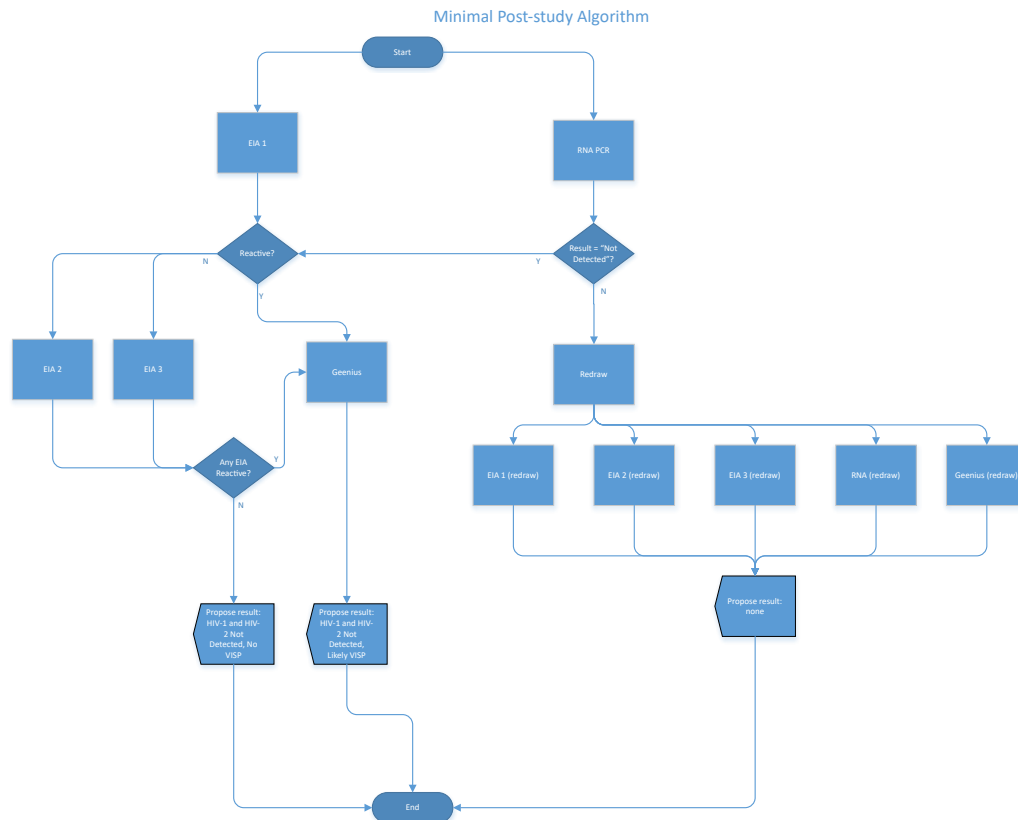 Minimal Post-study Algorithm
Start
EIA 1
RNA PCR
Reactive?
Result = “Not
Detected”?
N
Y
Y
N
EIA 2
EIA 3
Geenius
Redraw
Any EIA
Reactive?
Y
N
EIA 1 (redraw)
EIA 2 (redraw)
EIA 3 (redraw)
RNA (redraw)
Geenius (redraw)
Propose result:
none
Propose result:
HIV-1 and HIV-
2 Not
Detected, No
VISP
Propose result:
HIV-1 and HIV-
2 Not
Detected,
Likely VISP
End